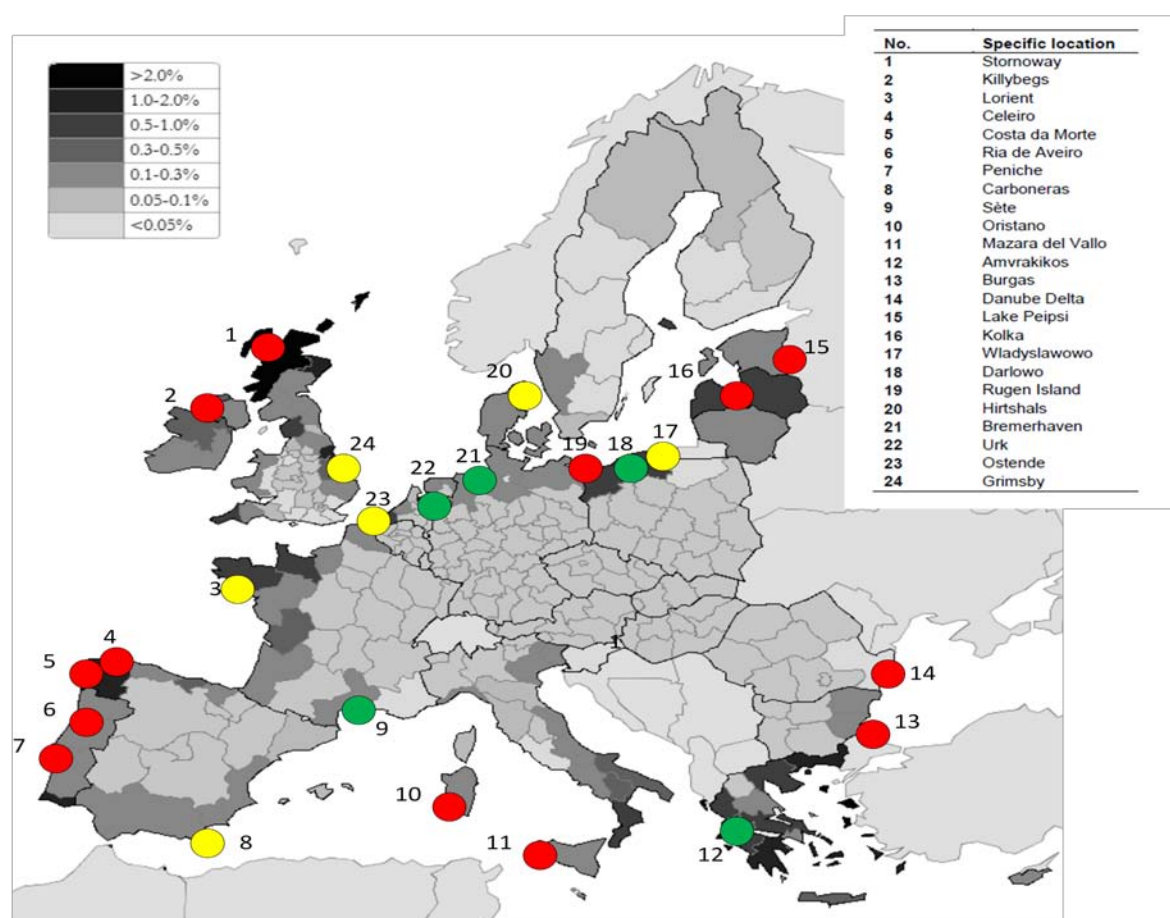 No. Specific location
1 Stornoway
2 Killybegs
3 Lorient
4 Celeiro
5 Costa da Morte
6 Ria de Aveiro
7 Peniche
8 Carboneras
9 Sète
10 Oristano
11 Mazara del Vallo
12 Amvrakikos
13 Burgas
14 Danube Delta
15 Lake Peipsi
16 Kolka
17 Wladyslawowo
18 Darlowo
19 Rugen Island
20 Hirtshals
21 Bremerhaven
22 Urk
23 Ostende
24 Grimsby
>2.0%
1.0-2.0%
0.5-1.0%
0.3-0.5%
0.1-0.3%
0.05-0.1%
<0.05%
1
15
20
16
2
24
17
21
19
18
22
23
3
1
4
5
14
6
9
13
7
10
11
12
8